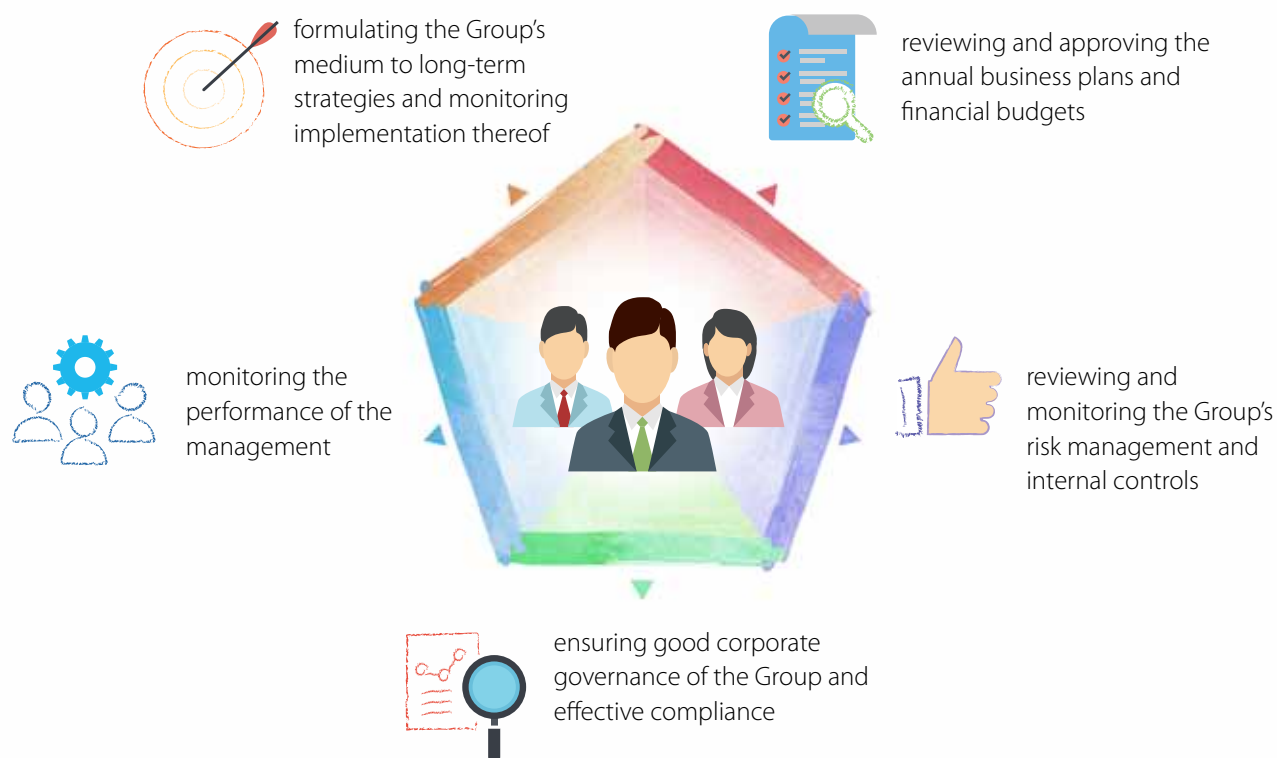 formulating the Group’s
medium to long-term
strategies and monitoring
implementation thereof
reviewing and approving the
annual business plans and
financial budgets
monitoring the
performance of the
management
reviewing and
monitoring the Group’s
risk management and
internal controls
ensuring good corporate
governance of the Group and
effective compliance